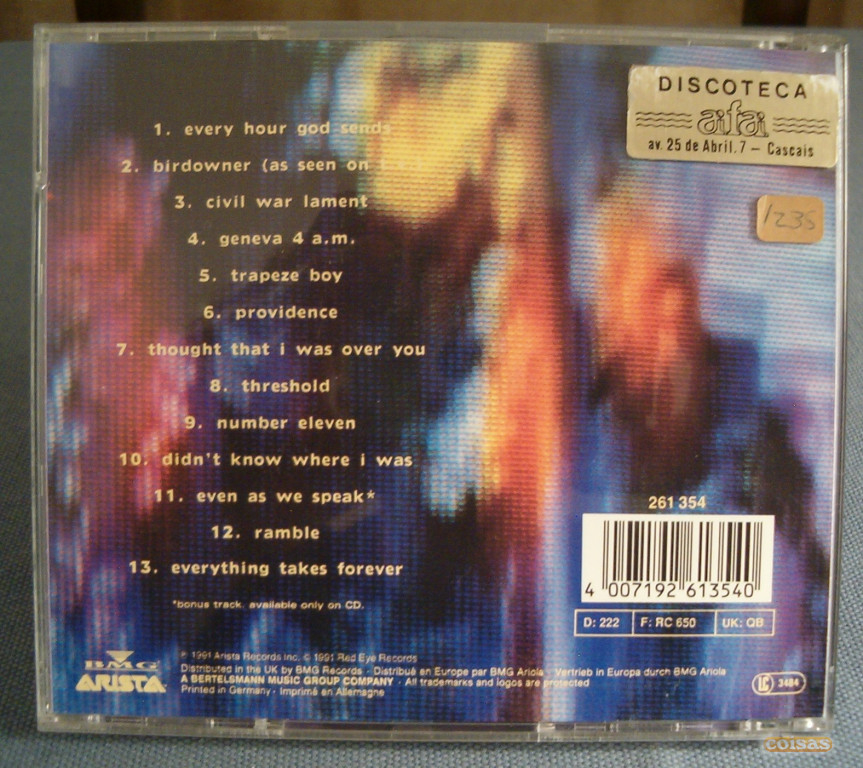 1. every hour god sends
2. birdowner (as seen on
3. civil war lament
4. geneva 4 a.m.
5. trapeze boy
6. providence
7. thought that i was over you
8. threshold
9. number eleven
10. didn't know where i was
11. even as we speak*
12. ramble
13. everything takes forever
*bonus track. available only on CD.
DISCOTECA
aifai
av. 25 de Abril. 7 — Cascais
1235
261 354
4 007192 613540
D: 222 F: RC 650 UK: QB
BMG
ARISTA
℗ 1991 Arista Records Inc. © 1991 Red Eye Records
Distributed in the UK by BMG Records · Distribué en Europe par BMG Ariola · Vertrieb in Europa durch BMG Ariola
A BERTELSMANN MUSIC GROUP COMPANY · All trademarks and logos are protected
Printed in Germany · Imprimé en Allemagne
LC 3484
coisas